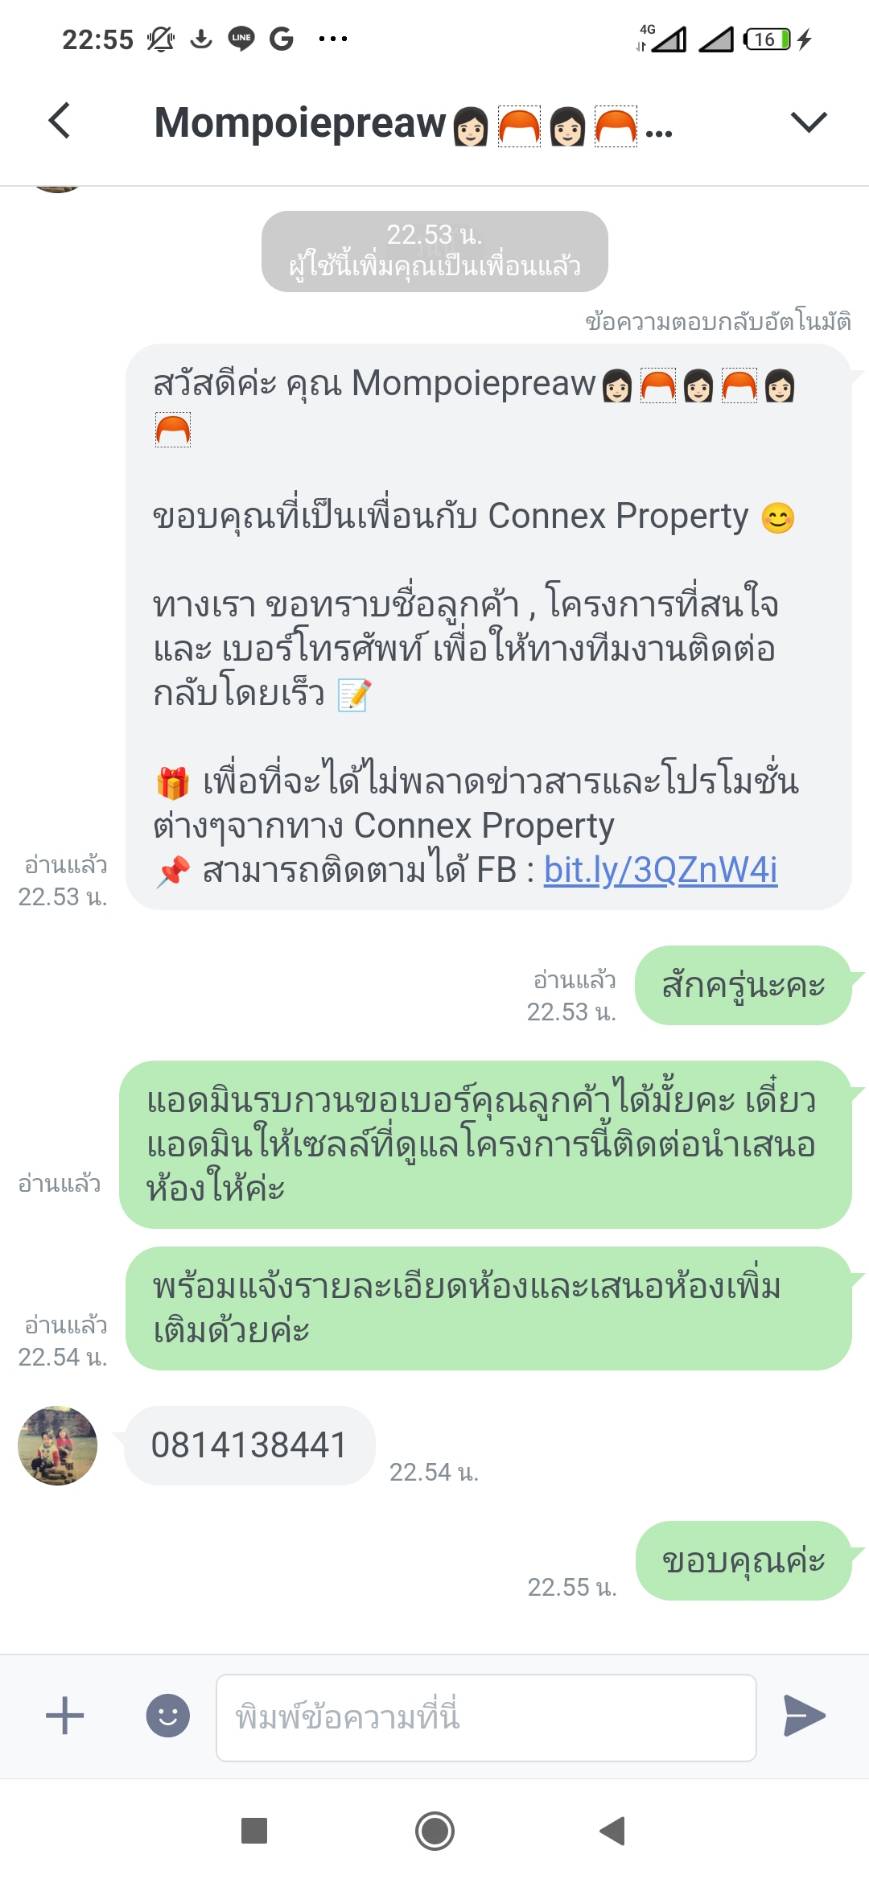 22:55
LINE
G
4G
16
Mompoiepreaw👩🏻‍🦰👩🏻‍🦰...
22.53 น.
ผู้ใช้นี้เพิ่มคุณเป็นเพื่อนแล้ว
ข้อความตอบกลับอัตโนมัติ
สวัสดีค่ะ คุณ Mompoiepreaw👩🏻‍🦰👩🏻‍🦰👩🏻‍🦰
ขอบคุณที่เป็นเพื่อนกับ Connex Property 😊
ทางเรา ขอทราบชื่อลูกค้า , โครงการที่สนใจ
และ เบอร์โทรศัพท์ เพื่อให้ทางทีมงานติดต่อ
กลับโดยเร็ว 📝
🎁 เพื่อที่จะได้ไม่พลาดข่าวสารและโปรโมชั่น
ต่างๆจากทาง Connex Property
📌 สามารถติดตามได้ FB : bit.ly/3QZnW4i
อ่านแล้ว
22.53 น.
สักครู่นะคะ
อ่านแล้ว
22.53 น.
แอดมินรบกวนขอเบอร์คุณลูกค้าได้มั้ยคะ เดี๋ยว
แอดมินให้เซลล์ที่ดูแลโครงการนี้ติดต่อนำเสนอ
ห้องให้ค่ะ
อ่านแล้ว
พร้อมแจ้งรายละเอียดห้องและเสนอห้องเพิ่ม
เติมด้วยค่ะ
อ่านแล้ว
22.54 น.
0814138441
22.54 น.
ขอบคุณค่ะ
22.55 น.
พิมพ์ข้อความที่นี่